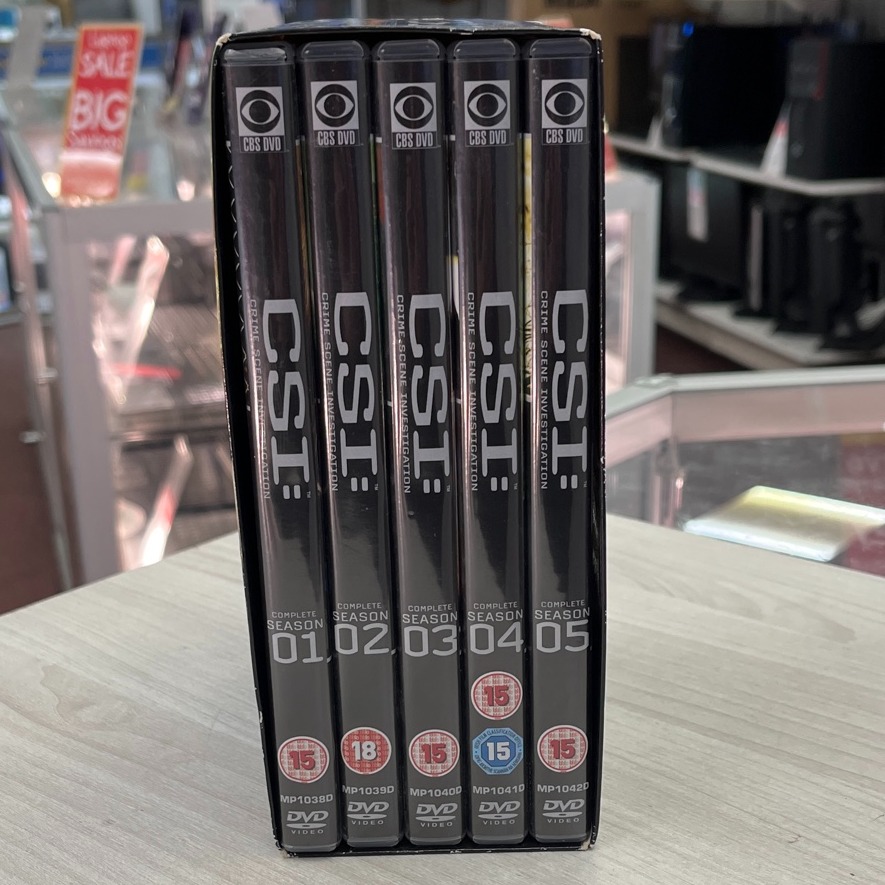 SALE
BIG
CBS DVD
CSI:
CRIME SCENE INVESTIGATION
COMPLETE
SEASON
01
15
MP1038D
DVD
VIDEO
CBS DVD
CSI:
CRIME SCENE INVESTIGATION
COMPLETE
SEASON
02
18
MP1039D
DVD
VIDEO
CBS DVD
CSI:
CRIME SCENE INVESTIGATION
COMPLETE
SEASON
03
15
MP1040D
DVD
VIDEO
CBS DVD
CSI:
CRIME SCENE INVESTIGATION
COMPLETE
SEASON
04
15
15
MP1041D
DVD
VIDEO
CBS DVD
CSI:
CRIME SCENE INVESTIGATION
COMPLETE
SEASON
05
15
MP1042D
DVD
VIDEO